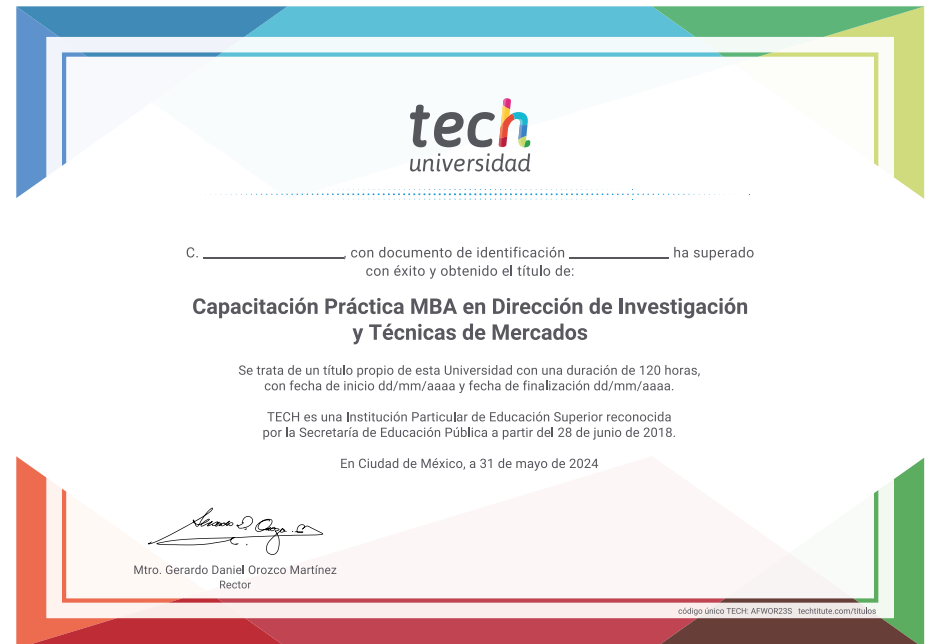 tech
universidad
C. ____________, con documento de identificación ____________ ha superado
con éxito y obtenido el título de:
Capacitación Práctica MBA en Dirección de Investigación
y Técnicas de Mercados
Se trata de un título propio de esta Universidad con una duración de 120 horas,
con fecha de inicio dd/mm/aaaa y fecha de finalización dd/mm/aaaa.
TECH es una Institución Particular de Educación Superior reconocida
por la Secretaría de Educación Pública a partir del 28 de junio de 2018.
En Ciudad de México, a 31 de mayo de 2024
Mtro. Gerardo Daniel Orozco Martínez
Rector
código único TECH: AFWOR23S techtitute.com/titulos